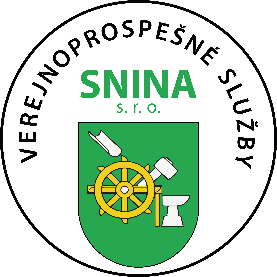 VEREJNOPROSPEŠNÉ SLUŽBY
SNINA
s. r. o.